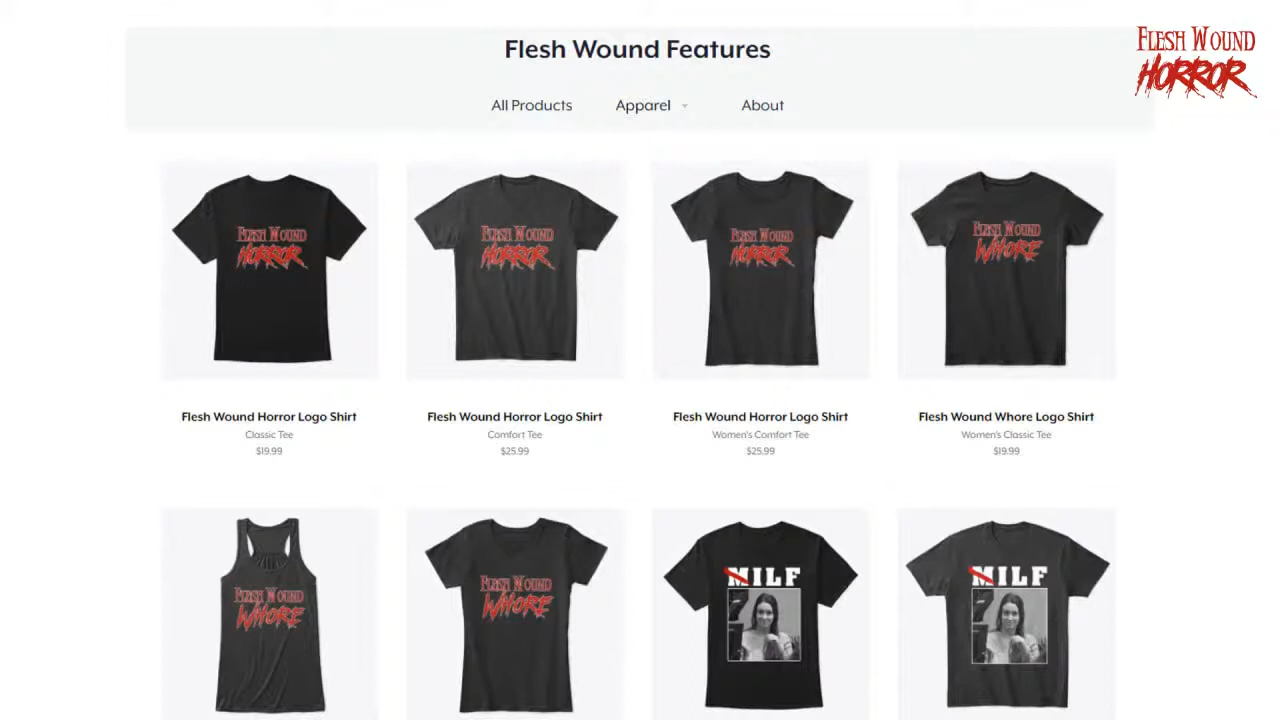 Flesh Wound Features
FLESH WOUND
HORROR
All Products
Apparel
About
FLESH WOUND
HORROR
FLESH WOUND
HORROR
FLESH WOUND
HORROR
FLESH WOUND
WHORE
Flesh Wound Horror Logo Shirt
Classic Tee
$19.99
Flesh Wound Horror Logo Shirt
Comfort Tee
$25.99
Flesh Wound Horror Logo Shirt
Women's Comfort Tee
$25.99
Flesh Wound Whore Logo Shirt
Women's Classic Tee
$19.99
FLESH WOUND
WHORE
FLESH WOUND
WHORE
MILF
MILF